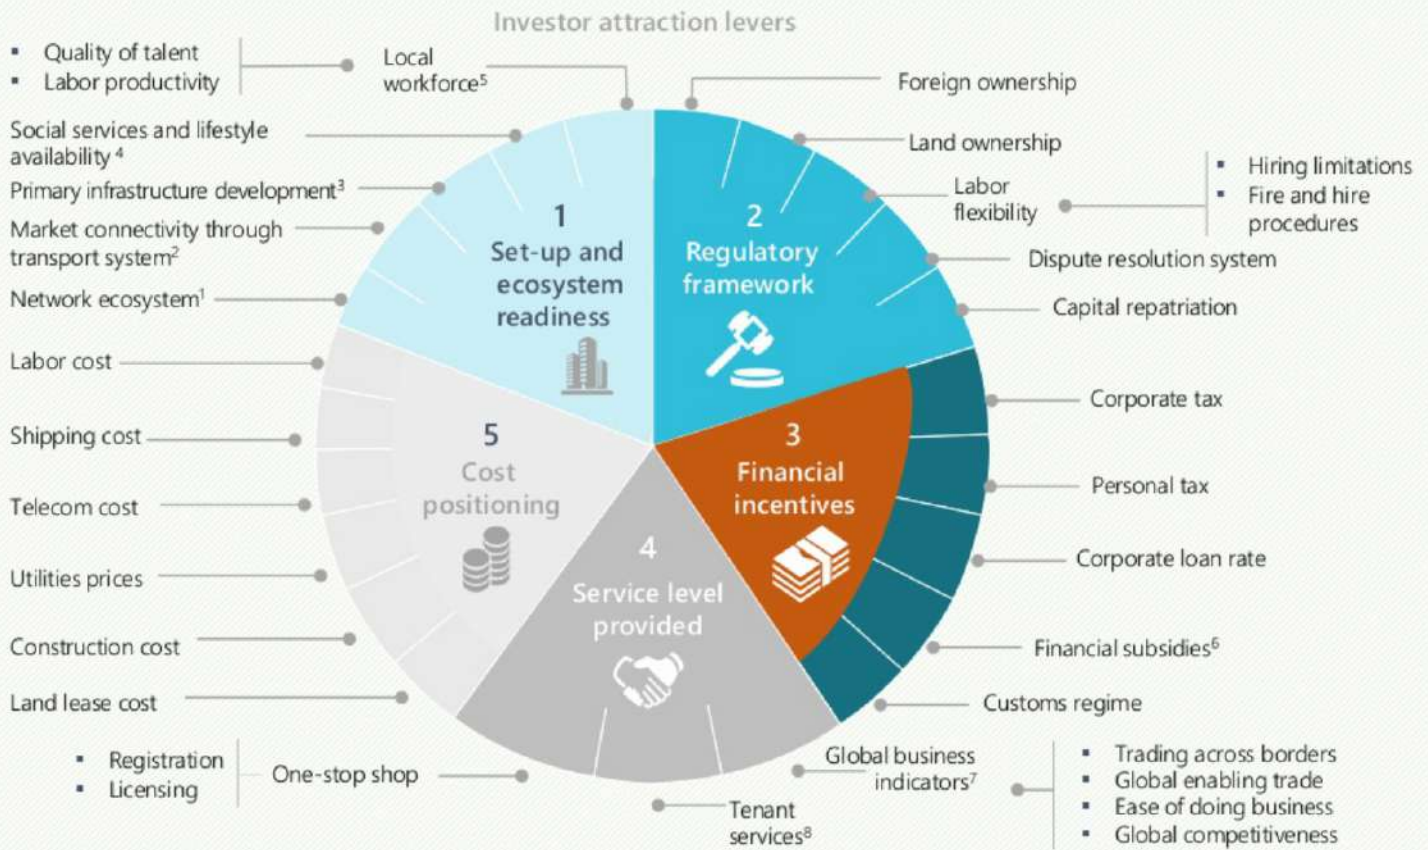 Investor attraction levers
▪ Quality of talent
▪ Labor productivity
Local
workforce⁵
Social services and lifestyle
availability ⁴
Primary infrastructure development³
Market connectivity through
transport system²
Network ecosystem¹
1
Set-up and
ecosystem
readiness
Foreign ownership
Land ownership
Labor
flexibility
▪ Hiring limitations
▪ Fire and hire
procedures
Dispute resolution system
Capital repatriation
2
Regulatory
framework
Corporate tax
Personal tax
Corporate loan rate
Financial subsidies⁶
Customs regime
3
Financial
incentives
Global business
indicators⁷
▪ Trading across borders
▪ Global enabling trade
▪ Ease of doing business
▪ Global competitiveness
Tenant
services⁸
One-stop shop
▪ Registration
▪ Licensing
4
Service level
provided
Labor cost
Shipping cost
Telecom cost
Utilities prices
Construction cost
Land lease cost
5
Cost
positioning